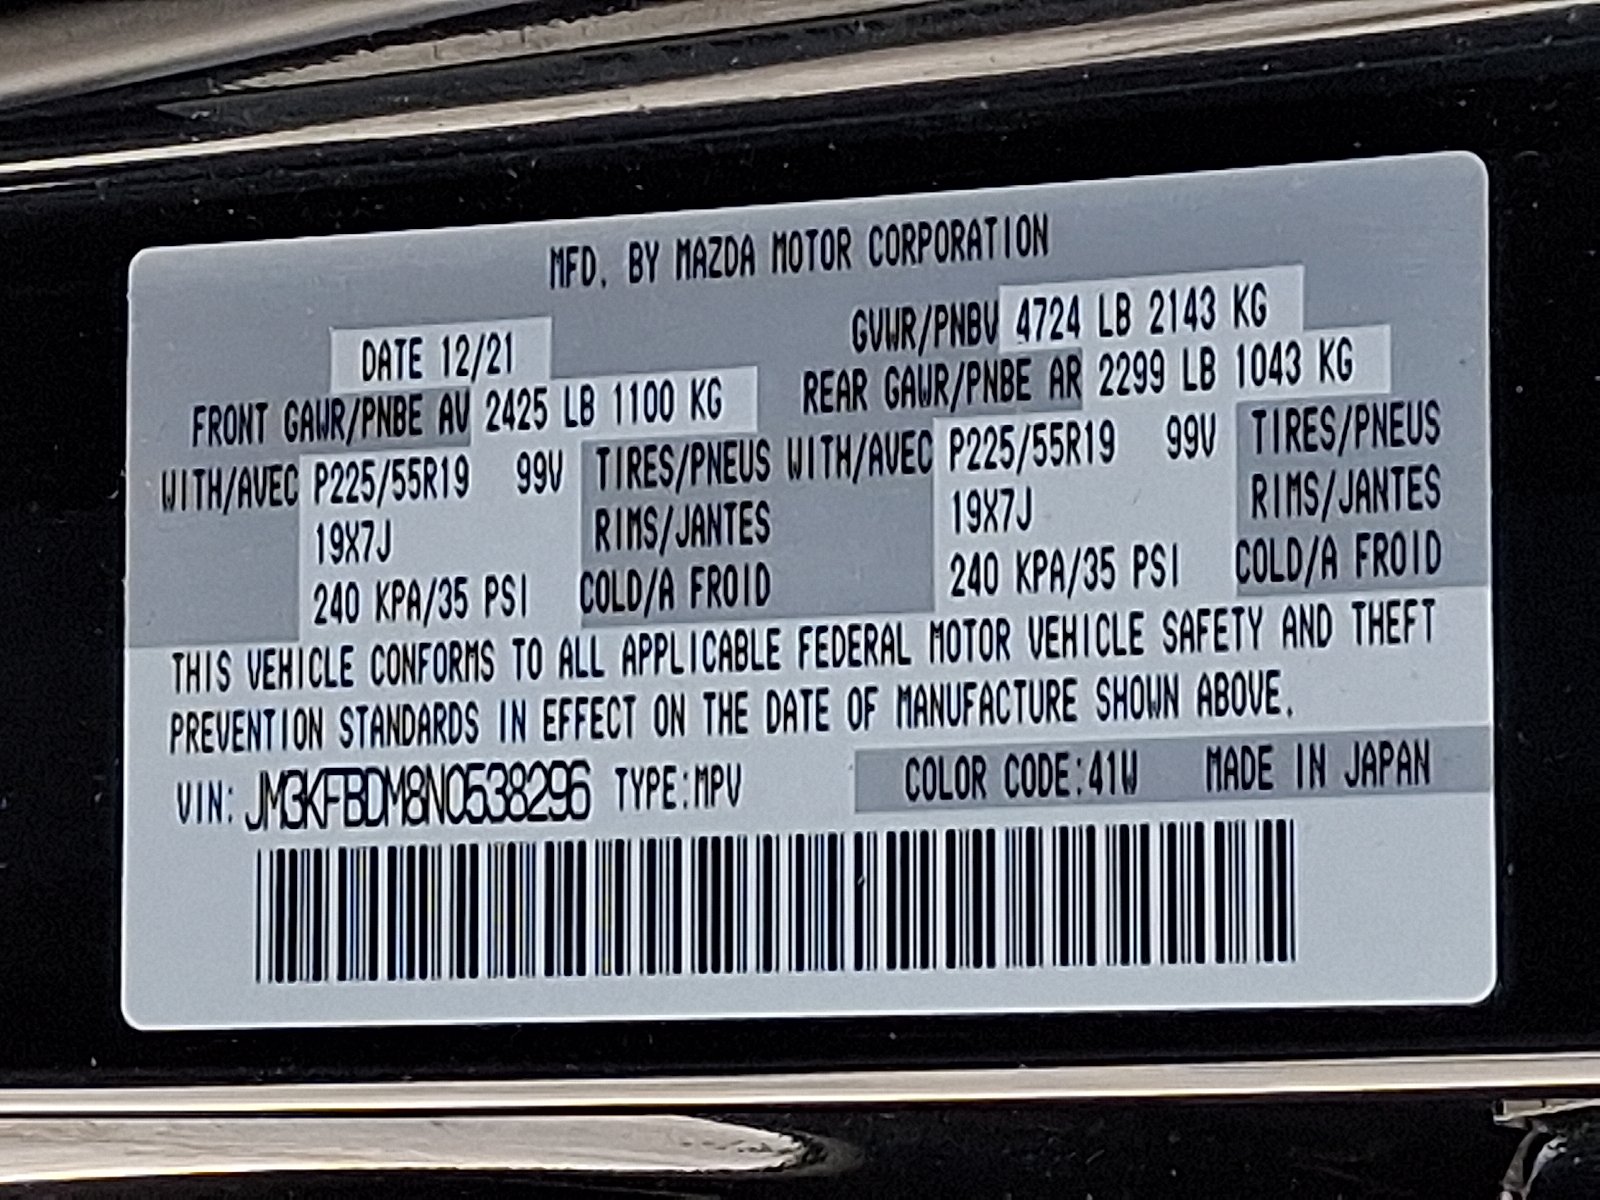 MFD. BY MAZDA MOTOR CORPORATION
DATE 12/21 GVWR/PNBV 4724 LB 2143 KG
FRONT GAWR/PNBE AV 2425 LB 1100 KG REAR GAWR/PNBE AR 2299 LB 1043 KG
WITH/AVEC P225/55R19 99V TIRES/PNEUS WITH/AVEC P225/55R19 99V TIRES/PNEUS
19X7J RIMS/JANTES 19X7J RIMS/JANTES
240 KPA/35 PSI COLD/A FROID 240 KPA/35 PSI COLD/A FROID
THIS VEHICLE CONFORMS TO ALL APPLICABLE FEDERAL MOTOR VEHICLE SAFETY AND THEFT
PREVENTION STANDARDS IN EFFECT ON THE DATE OF MANUFACTURE SHOWN ABOVE.
VIN: JM3KFBDM8N0538296 TYPE:MPV COLOR CODE:41W MADE IN JAPAN